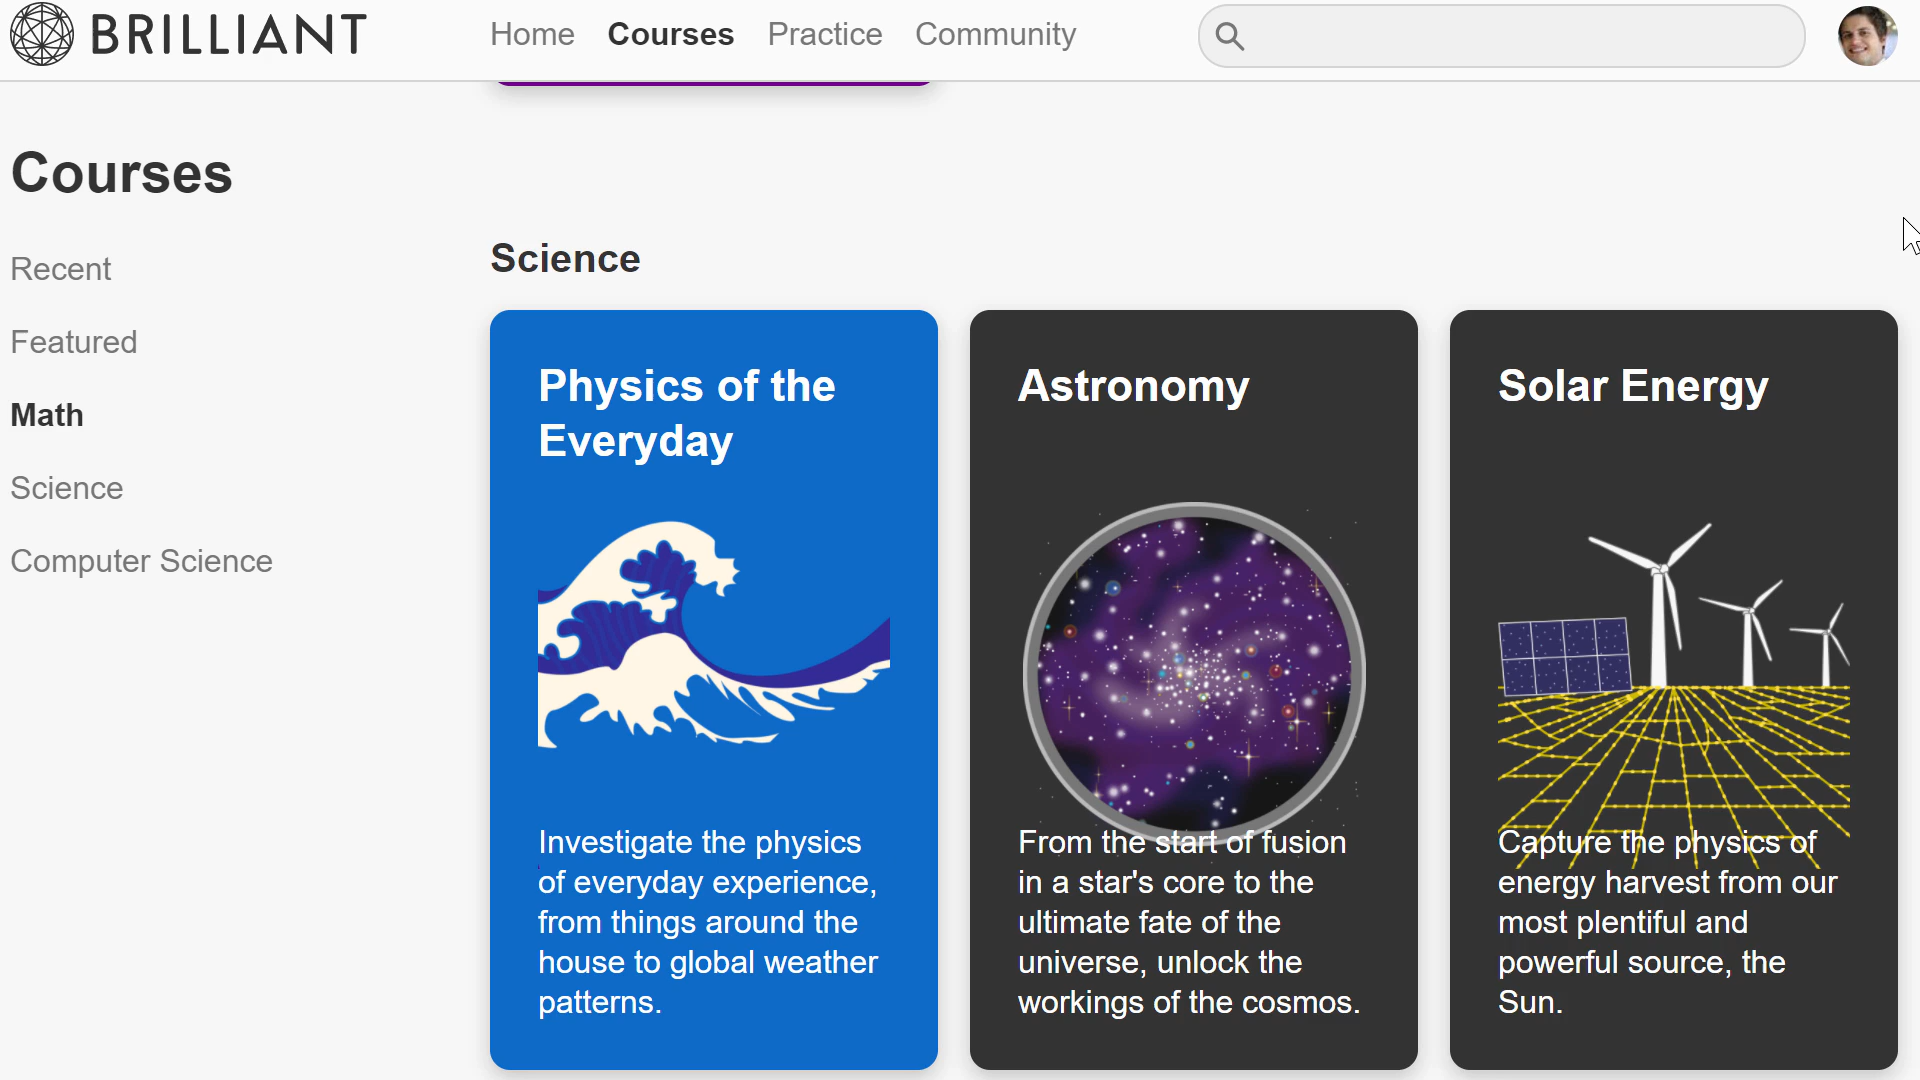 BRILLIANT
Home Courses Practice Community
Courses
Recent
Featured
Math
Science
Computer Science
Science
Physics of the
Everyday
Investigate the physics
of everyday experience,
from things around the
house to global weather
patterns.
Astronomy
From the start of fusion
in a star's core to the
ultimate fate of the
universe, unlock the
workings of the cosmos.
Solar Energy
Capture the physics of
energy harvest from our
most plentiful and
powerful source, the
Sun.